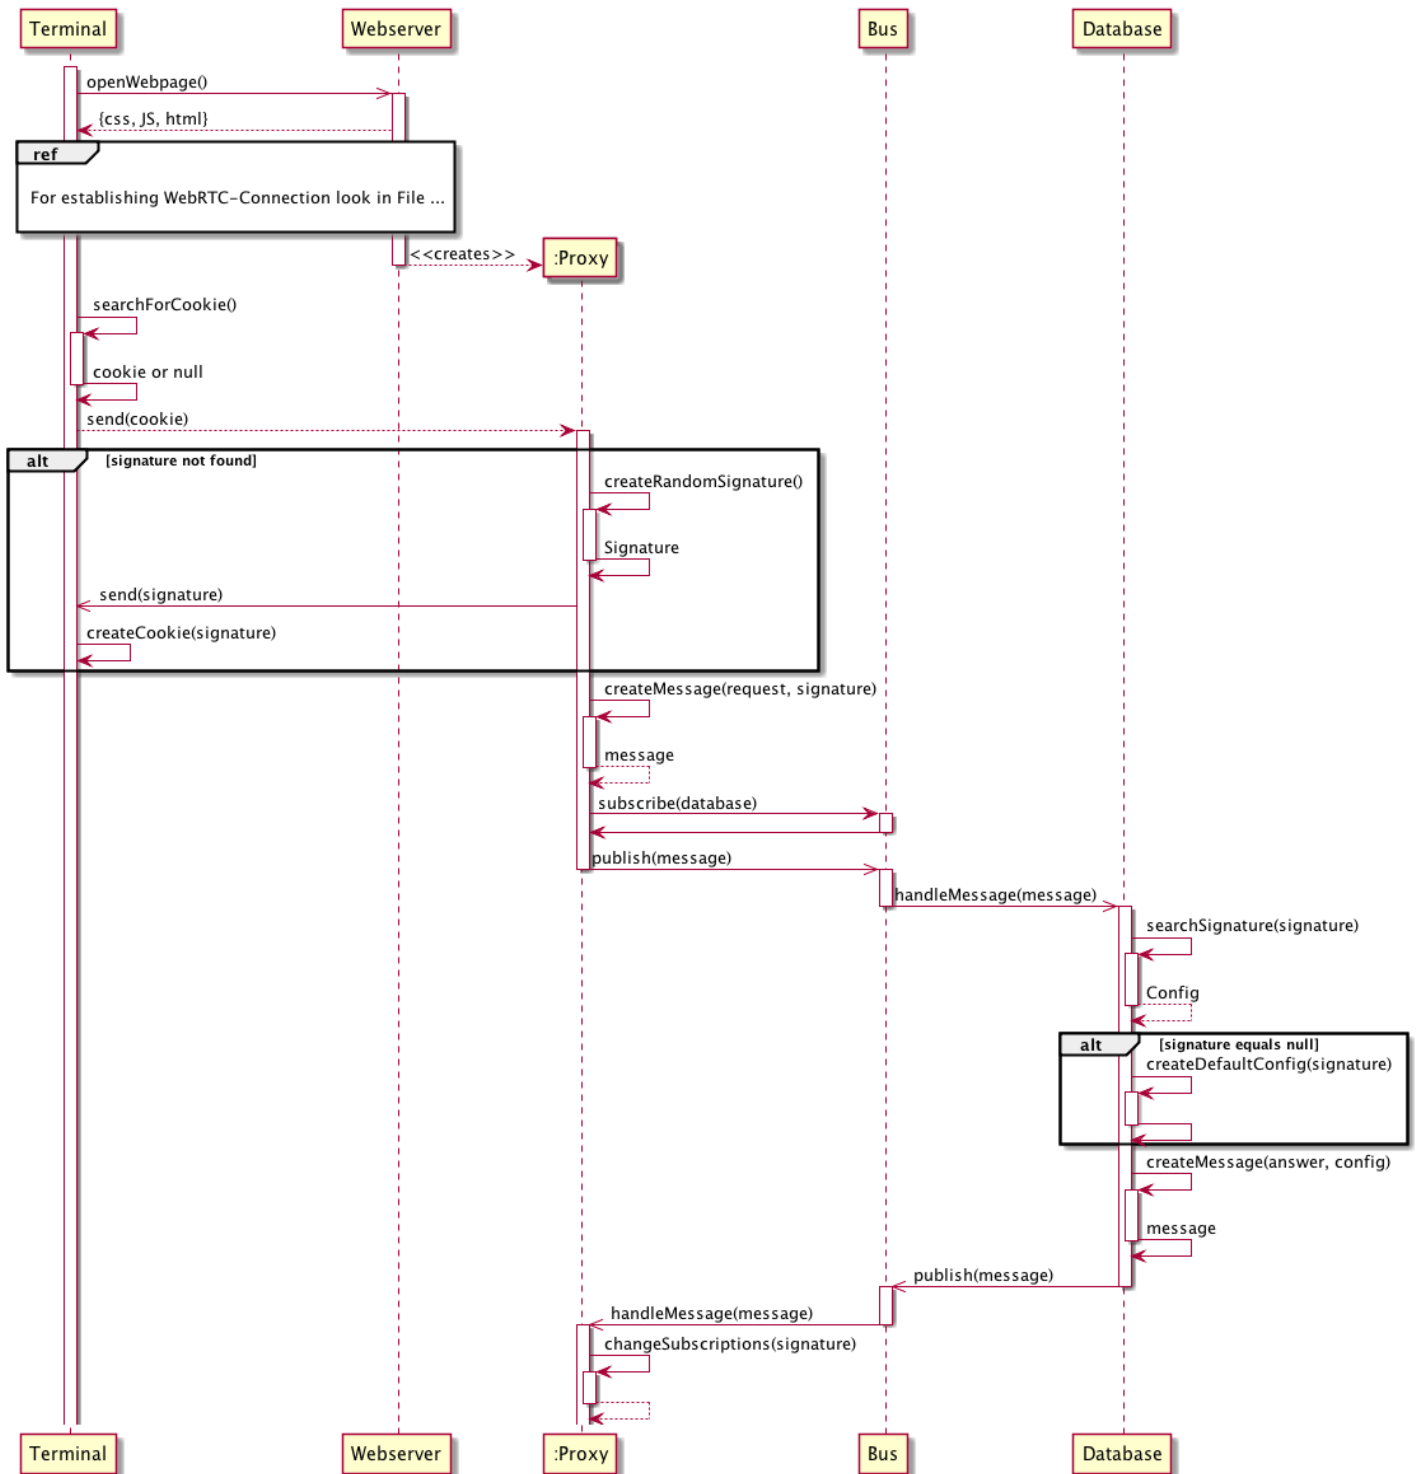 Terminal
Webserver
Bus
Database
openWebpage()
{css, JS, html}
ref
For establishing WebRTC-Connection look in File ...
<<creates>>
:Proxy
searchForCookie()
cookie or null
send(cookie)
alt
[signature not found]
createRandomSignature()
Signature
send(signature)
createCookie(signature)
createMessage(request, signature)
message
subscribe(database)
publish(message)
handleMessage(message)
searchSignature(signature)
Config
alt
[signature equals null]
createDefaultConfig(signature)
createMessage(answer, config)
message
publish(message)
handleMessage(message)
changeSubscriptions(signature)
Terminal
Webserver
:Proxy
Bus
Database